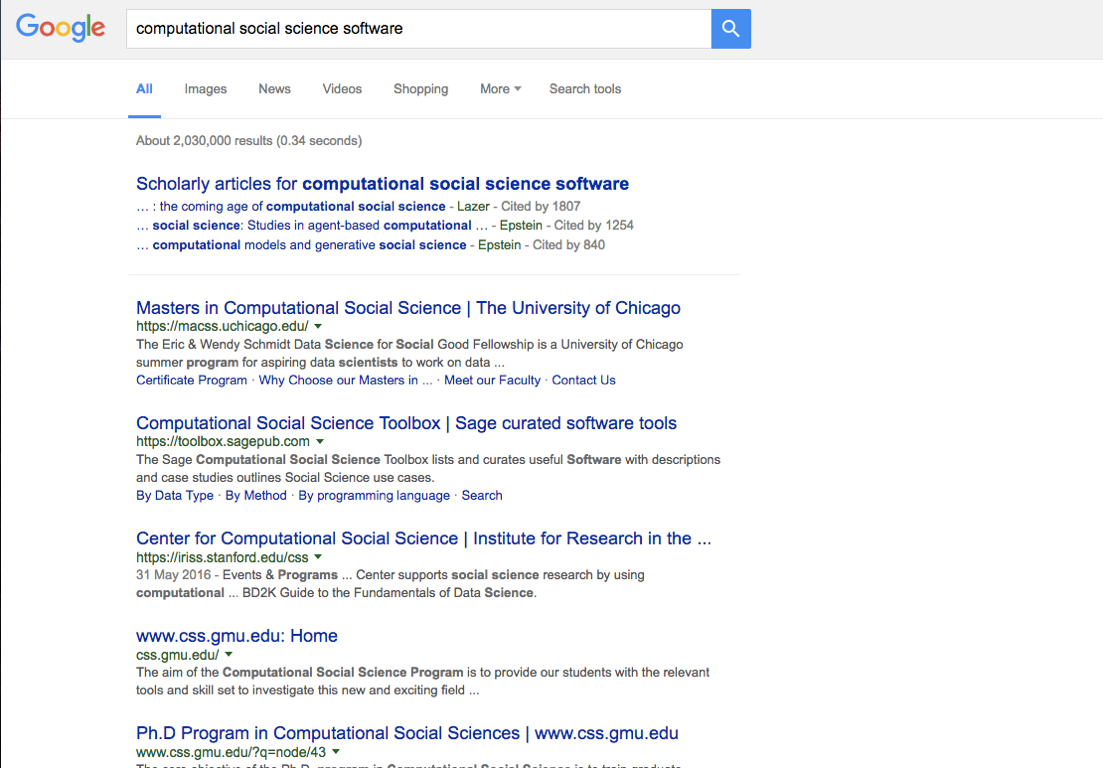 Google
computational social science software
All Images News Videos Shopping More Search tools
About 2,030,000 results (0.34 seconds)
Scholarly articles for computational social science software
... : the coming age of computational social science - Lazer - Cited by 1807
... social science: Studies in agent-based computational ... - Epstein - Cited by 1254
... computational models and generative social science - Epstein - Cited by 840
Masters in Computational Social Science | The University of Chicago
https://macss.uchicago.edu/
The Eric & Wendy Schmidt Data Science for Social Good Fellowship is a University of Chicago
summer program for aspiring data scientists to work on data ...
Certificate Program · Why Choose our Masters in ... · Meet our Faculty · Contact Us
Computational Social Science Toolbox | Sage curated software tools
https://toolbox.sagepub.com
The Sage Computational Social Science Toolbox lists and curates useful Software with descriptions
and case studies outlines Social Science use cases.
By Data Type · By Method · By programming language · Search
Center for Computational Social Science | Institute for Research in the ...
https://iriss.stanford.edu/css
31 May 2016 - Events & Programs ... Center supports social science research by using
computational ... BD2K Guide to the Fundamentals of Data Science.
www.css.gmu.edu: Home
css.gmu.edu/
The aim of the Computational Social Science Program is to provide our students with the relevant
tools and skill set to investigate this new and exciting field ...
Ph.D Program in Computational Social Sciences | www.css.gmu.edu
www.css.gmu.edu/?q=node/43